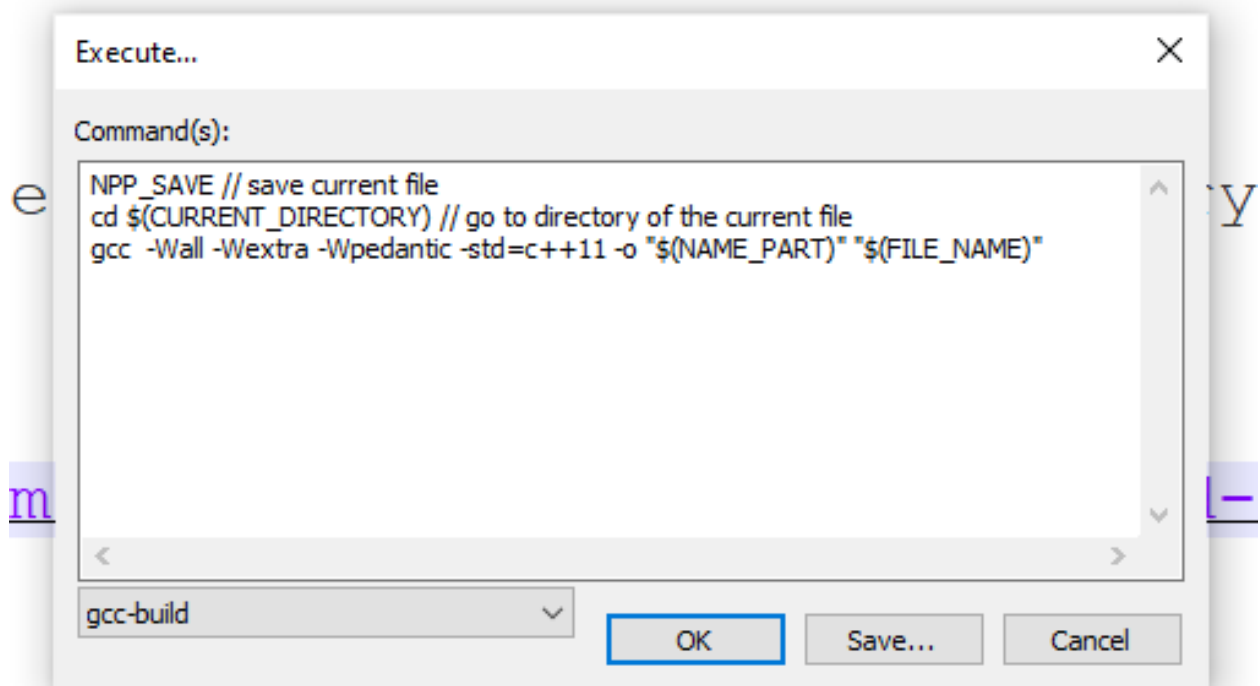 Execute...
Command(s):
NPP_SAVE // save current file
cd $(CURRENT_DIRECTORY) // go to directory of the current file
gcc  -Wall -Wextra -Wpedantic -std=c++11 -o "$(NAME_PART)" "$(FILE_NAME)"
e
y
m
-
gcc-build
OK
Save...
Cancel